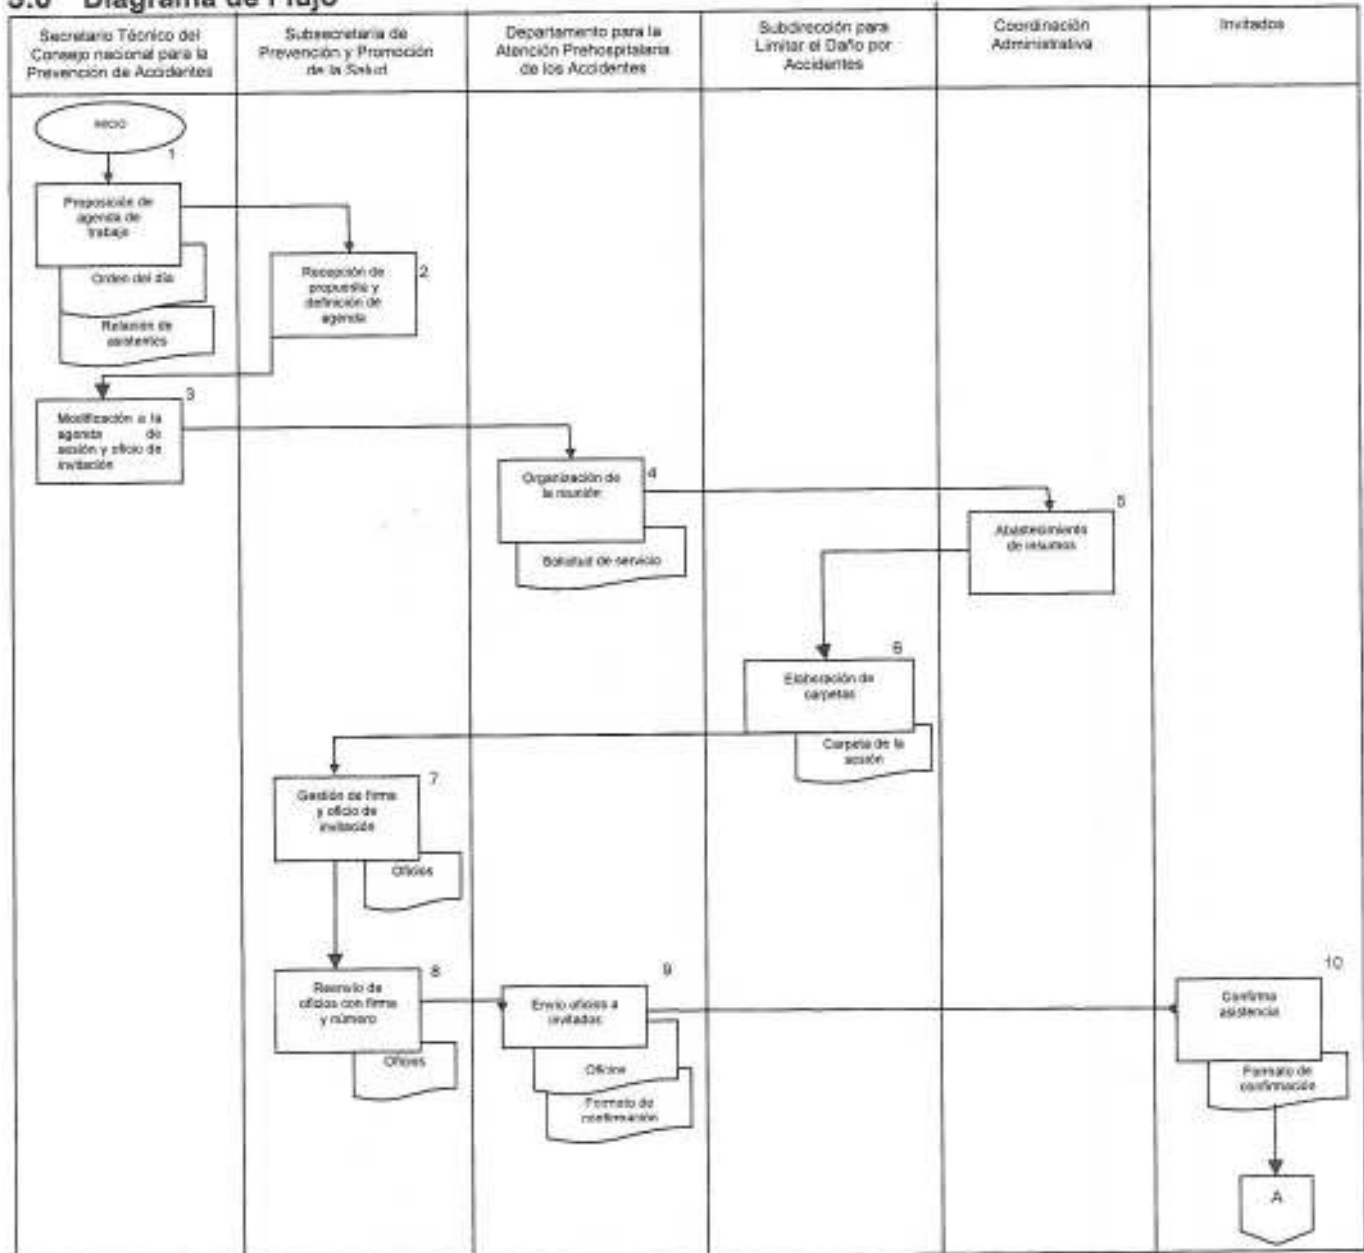 5.0 Diagrama de Flujo
Secretario Técnico del
Consejo nacional para la
Prevención de Accidentes
Subsecretaria de
Prevención y Promoción
de la Salud
Departamento para la
Atención Prehospitalaria
de los Accidentes
Subdirección para
Limitar el Daño por
Accidentes
Coordinación
Administrativa
Invitados
INICIO
1
Proposición de
agenda de
trabajo
Orden del día
Relación de
asistentes
2
Recepción de
propuesta y
definición de
agenda
3
Modificación a la
agenda de
sesión y oficio de
invitación
4
Organización de
la reunión
Solicitud de servicio
5
Abastecimiento
de insumos
6
Elaboración de
carpetas
Carpeta de la
sesión
7
Gestión de firma
y oficio de
invitación
Oficios
8
Reenvío de
oficios con firma
y número
Oficios
9
Envío oficios a
invitados
Oficios
Formato de
confirmación
10
Confirma
asistencia
Formato de
confirmación
A